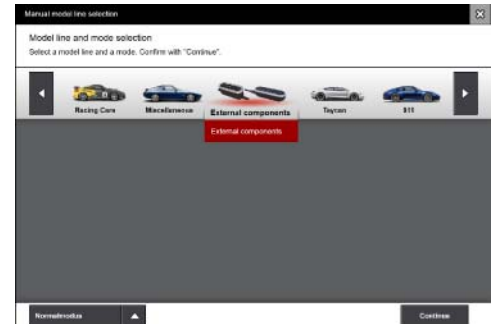 Manual model line selection
Model line and mode selection
Select a model line and a mode. Confirm with "Continue".
Racing Cars
Miscellaneous
External components
Taycan
911
External components
Normalmodus
Continue